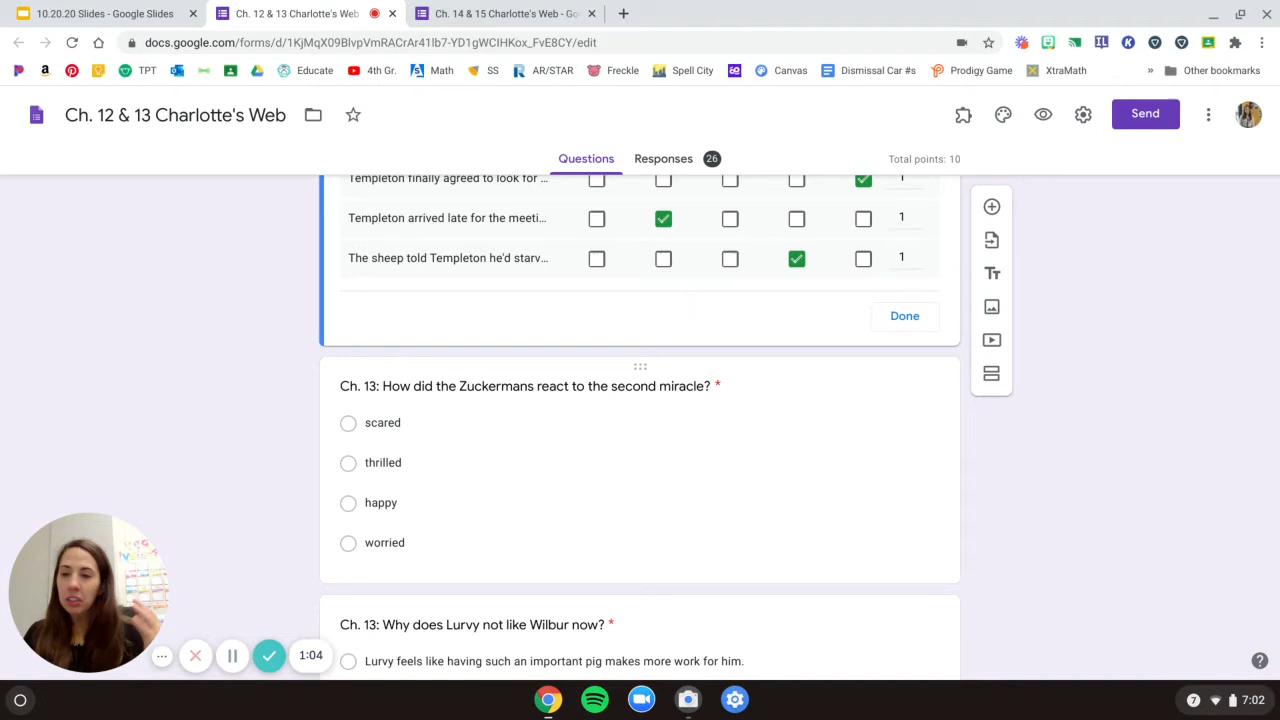 10.20.20 Slides - Google Slides
Ch. 12 & 13 Charlotte's Web
Ch. 14 & 15 Charlotte's Web - Go
docs.google.com/forms/d/1KjMqX09BlvpVmRACrAr41lb7-YD1gWCIHKox_FvE8CY/edit
TPT
Educate
4th Gr.
Math
SS
AR/STAR
Freckle
Spell City
Canvas
Dismissal Car #s
Prodigy Game
XtraMath
»
Other bookmarks
Ch. 12 & 13 Charlotte's Web
Send
Questions
Responses 26
Total points: 10
Templeton finally agreed to look for ...
1
Templeton arrived late for the meeti...
1
The sheep told Templeton he'd starv...
1
Done
Ch. 13: How did the Zuckermans react to the second miracle? *
scared
thrilled
happy
worried
Ch. 13: Why does Lurvy not like Wilbur now? *
Lurvy feels like having such an important pig makes more work for him.
1:04
7 7:02